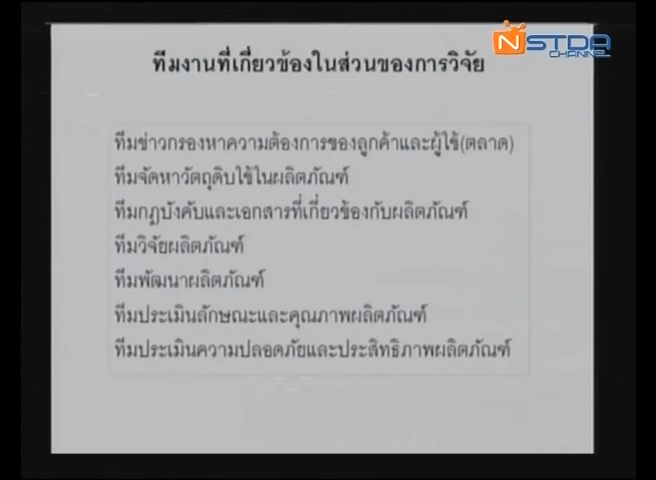 NSTDA
CHANNEL
ทีมงานที่เกี่ยวข้องในส่วนของการวิจัย
ทีมข่าวกรองหาความต้องการของลูกค้าและผู้ใช้(ตลาด)
ทีมจัดหาวัตถุดิบใช้ในผลิตภัณฑ์
ทีมกฎบังคับและเอกสารที่เกี่ยวข้องกับผลิตภัณฑ์
ทีมวิจัยผลิตภัณฑ์
ทีมพัฒนาผลิตภัณฑ์
ทีมประเมินลักษณะและคุณภาพผลิตภัณฑ์
ทีมประเมินความปลอดภัยและประสิทธิภาพผลิตภัณฑ์